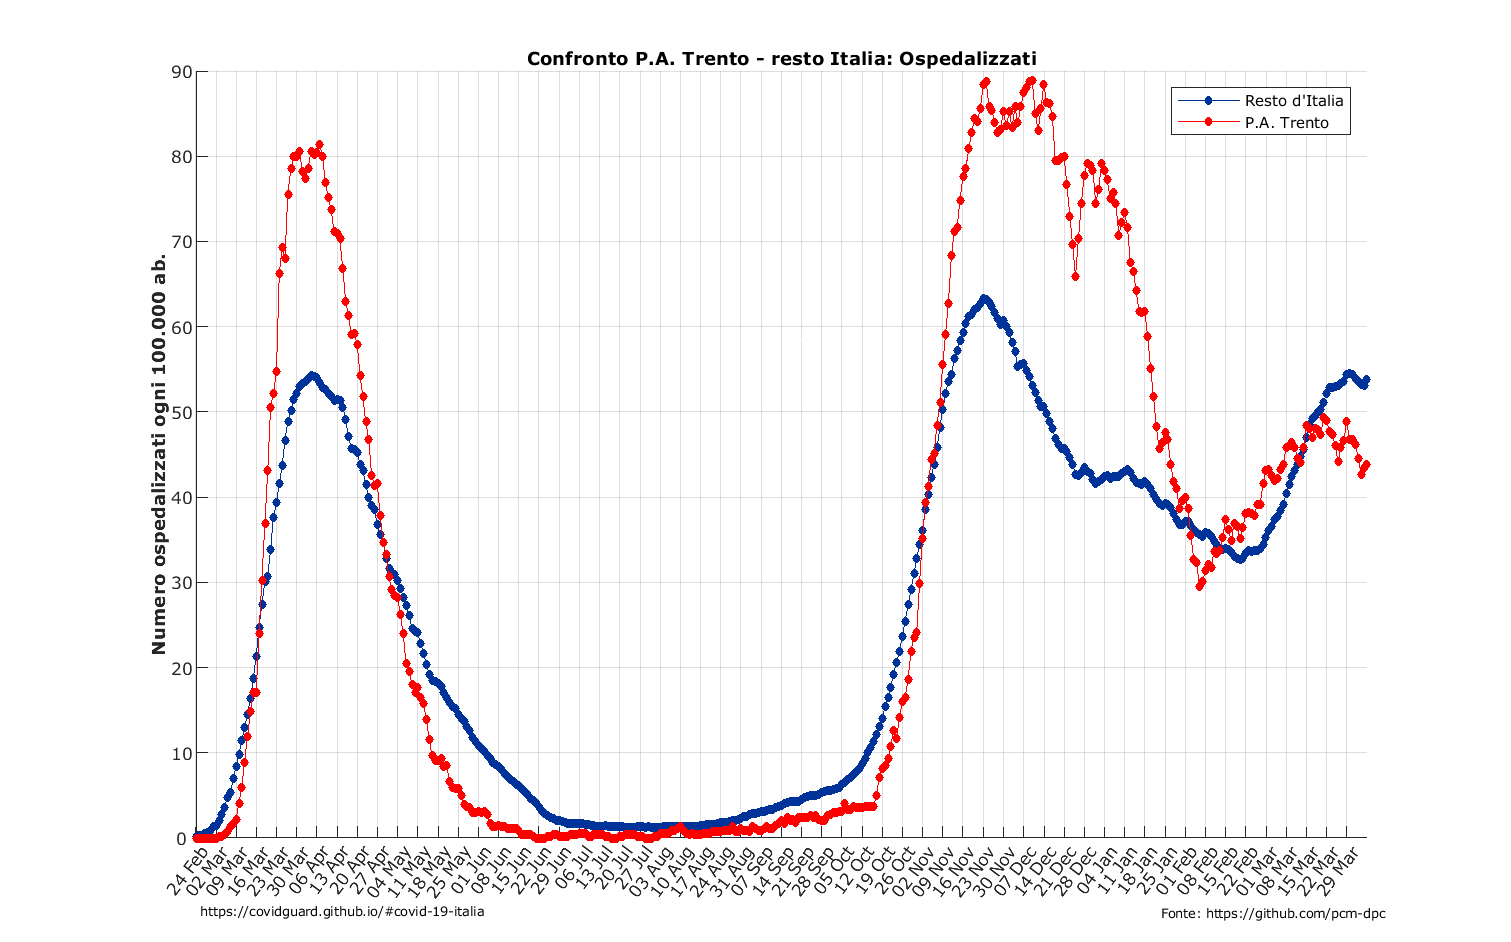 Confronto P.A. Trento - resto Italia: Ospedalizzati
Numero ospedalizzati ogni 100.000 ab.
90
80
70
60
50
40
30
20
10
0
Resto d'Italia
P.A. Trento
24 Feb
02 Mar
09 Mar
16 Mar
23 Mar
30 Mar
06 Apr
13 Apr
20 Apr
27 Apr
04 May
11 May
18 May
25 May
01 Jun
08 Jun
15 Jun
22 Jun
29 Jun
06 Jul
13 Jul
20 Jul
27 Jul
03 Aug
10 Aug
17 Aug
24 Aug
31 Aug
07 Sep
14 Sep
21 Sep
28 Sep
05 Oct
12 Oct
19 Oct
26 Oct
02 Nov
09 Nov
16 Nov
23 Nov
30 Nov
07 Dec
14 Dec
21 Dec
28 Dec
04 Jan
11 Jan
18 Jan
25 Jan
01 Feb
08 Feb
15 Feb
22 Feb
01 Mar
08 Mar
15 Mar
22 Mar
29 Mar
https://covidguard.github.io/#covid-19-italia
Fonte: https://github.com/pcm-dpc